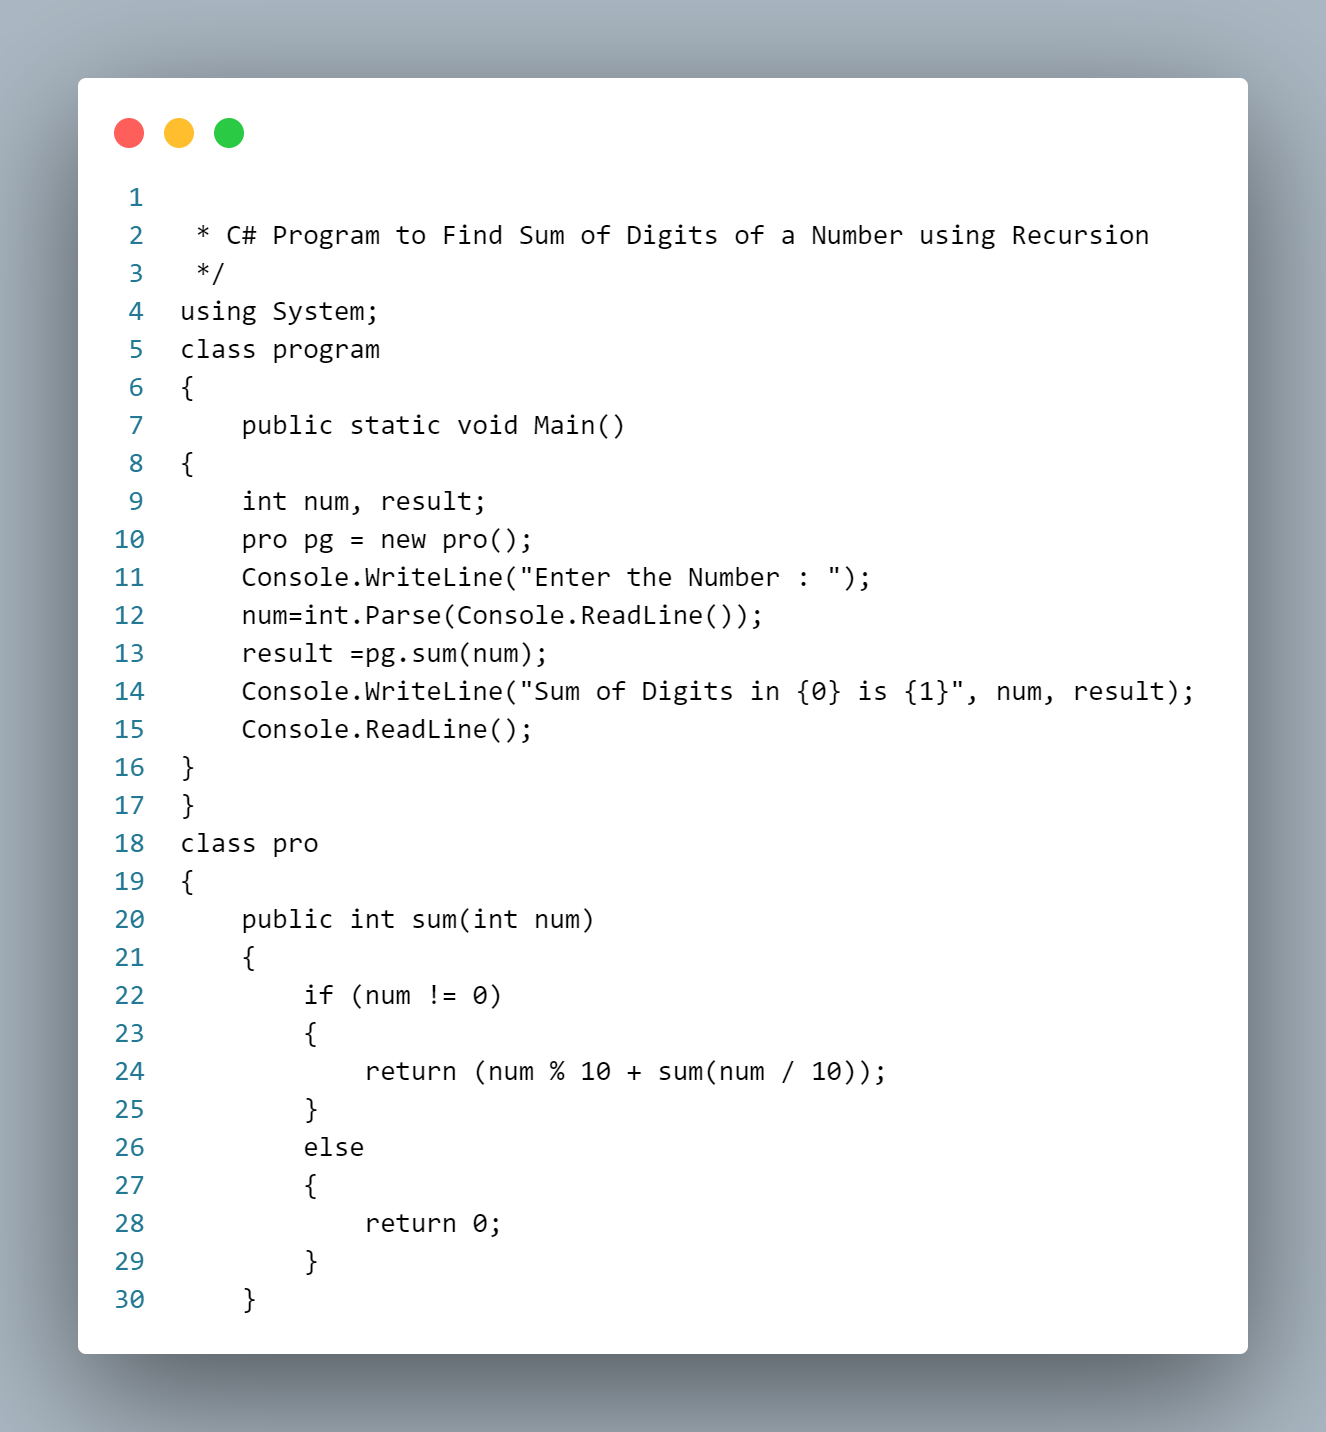 1
2 * C# Program to Find Sum of Digits of a Number using Recursion
3 */
4 using System;
5 class program
6 {
7     public static void Main()
8 {
9     int num, result;
10     pro pg = new pro();
11     Console.WriteLine("Enter the Number : ");
12     num=int.Parse(Console.ReadLine());
13     result =pg.sum(num);
14     Console.WriteLine("Sum of Digits in {0} is {1}", num, result);
15     Console.ReadLine();
16 }
17 }
18 class pro
19 {
20     public int sum(int num)
21     {
22         if (num != 0)
23         {
24             return (num % 10 + sum(num / 10));
25         }
26         else
27         {
28             return 0;
29         }
30     }